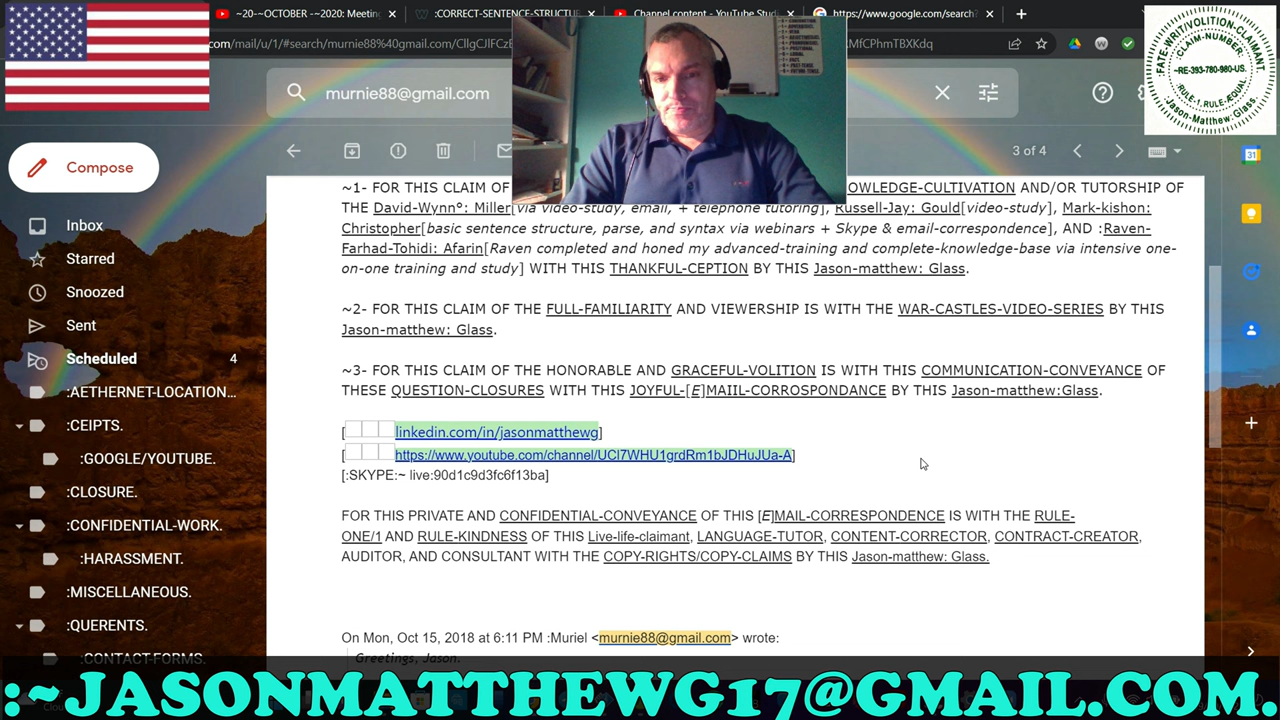 ~20-~OCTOBER -~2020: Meetin
~CORRECT-SENTENCE-STRUCTU
Channel content - YouTube Stud
https://www.google.com/search
com/mail/u/1/#search/murnie88%40gmail.com/
AMfCPhmTBXKdq
murnie88@gmail.com
:FATE-WRIT/VOLITION-CLAIMANT.
CLAIM-NUMBER:
~RE-393-780-980-US.
:RULE-1.RULE-ÆQUAL.
Jason-Matthew: Glass.
Compose
3 of 4
Inbox
Starred
Snoozed
Sent
Scheduled 4
:AETHERNET-LOCATION...
:CEIPTS.
:GOOGLE/YOUTUBE.
:CLOSURE.
:CONFIDENTIAL-WORK.
:HARASSMENT.
:MISCELLANEOUS.
:QUERENTS.
:CONTACT-FORMS.
~1- FOR THIS CLAIM OF OWLEDGE-CULTIVATION AND/OR TUTORSHIP OF
THE David-Wynn°: Miller[via video-study, email, + telephone tutoring], Russell-Jay: Gould[video-study], Mark-kishon:
Christopher[basic sentence structure, parse, and syntax via webinars + Skype & email-correspondence], AND :Raven-
Farhad-Tohidi: Afarin[Raven completed and honed my advanced-training and complete-knowledge-base via intensive one-
on-one training and study] WITH THIS THANKFUL-CEPTION BY THIS Jason-matthew: Glass.
~2- FOR THIS CLAIM OF THE FULL-FAMILIARITY AND VIEWERSHIP IS WITH THE WAR-CASTLES-VIDEO-SERIES BY THIS
Jason-matthew: Glass.
~3- FOR THIS CLAIM OF THE HONORABLE AND GRACEFUL-VOLITION IS WITH THIS COMMUNICATION-CONVEYANCE OF
THESE QUESTION-CLOSURES WITH THIS JOYFUL-[E]MAIIL-CORROSPONDANCE BY THIS Jason-matthew:Glass.
[linkedin.com/in/jasonmatthewg]
[https://www.youtube.com/channel/UCl7WHU1grdRm1bJDHuJUa-A]
[:SKYPE:~ live:90d1c9d3fc6f13ba]
FOR THIS PRIVATE AND CONFIDENTIAL-CONVEYANCE OF THIS [E]MAIL-CORRESPONDENCE IS WITH THE RULE-
ONE/1 AND RULE-KINDNESS OF THIS Live-life-claimant, LANGUAGE-TUTOR, CONTENT-CORRECTOR, CONTRACT-CREATOR,
AUDITOR, AND CONSULTANT WITH THE COPY-RIGHTS/COPY-CLAIMS BY THIS Jason-matthew: Glass.
On Mon, Oct 15, 2018 at 6:11 PM :Muriel <murnie88@gmail.com> wrote:
Greetings, Jason.
:~JASONMATTHEWG17@GMAIL.COM.